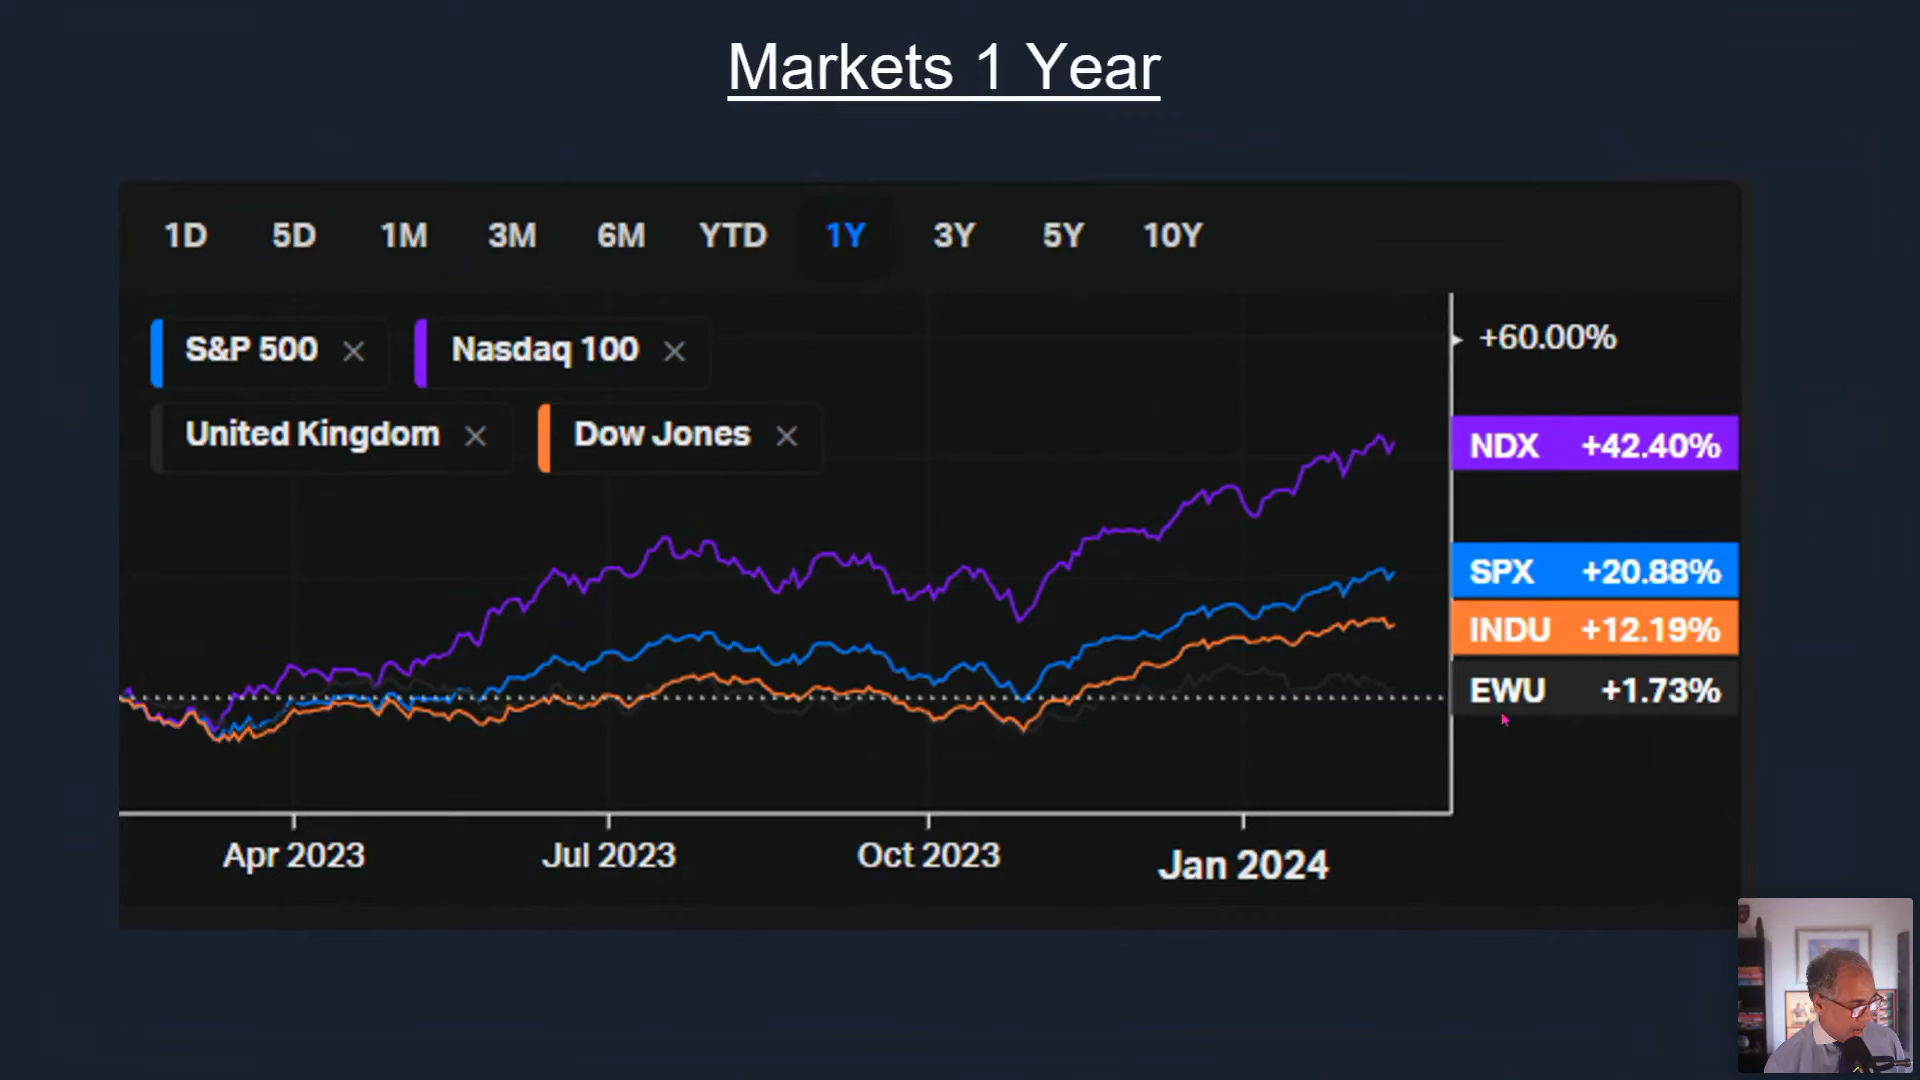 Markets 1 Year
1D 5D 1M 3M 6M YTD 1Y 3Y 5Y 10Y
S&P 500 × Nasdaq 100 ×
United Kingdom × Dow Jones ×
+60.00%
NDX +42.40%
SPX +20.88%
INDU +12.19%
EWU +1.73%
Apr 2023 Jul 2023 Oct 2023 Jan 2024